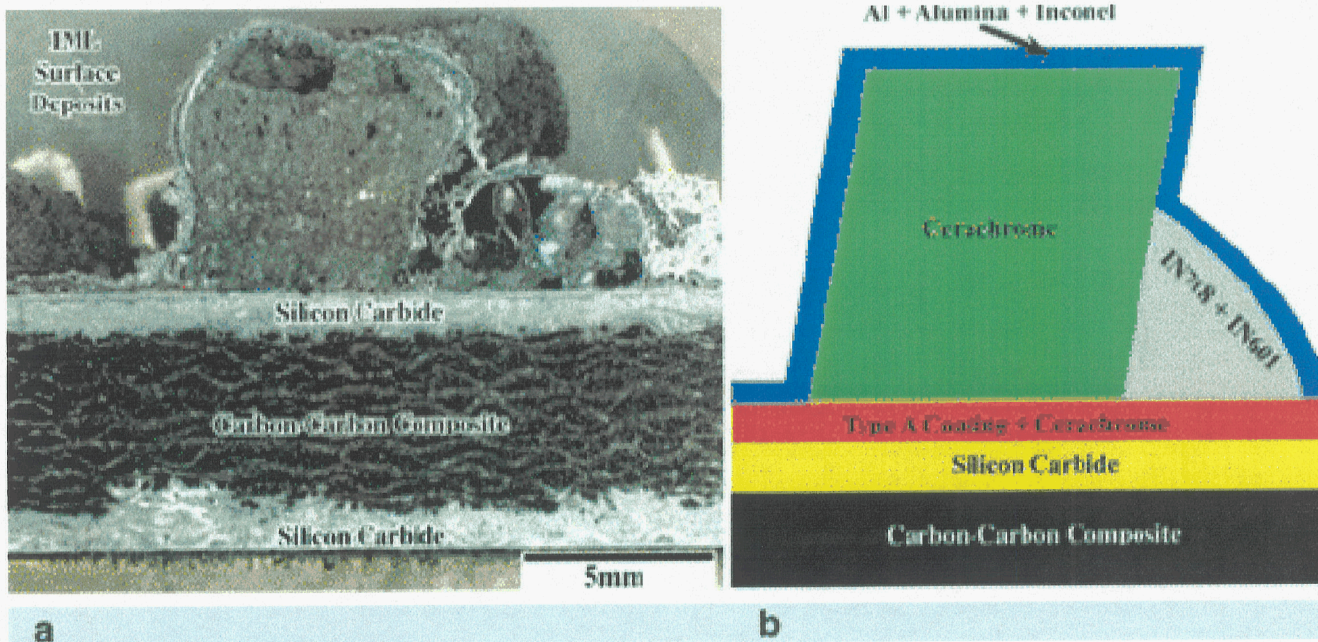 IML
Surface
Deposits
Silicon Carbide
Carbon-Carbon Composite
Silicon Carbide
5mm
a
Al + Alumina + Inconel
Cerachrome
IN718 + IN601
Type A Coating + Cerachrome
Silicon Carbide
Carbon-Carbon Composite
b